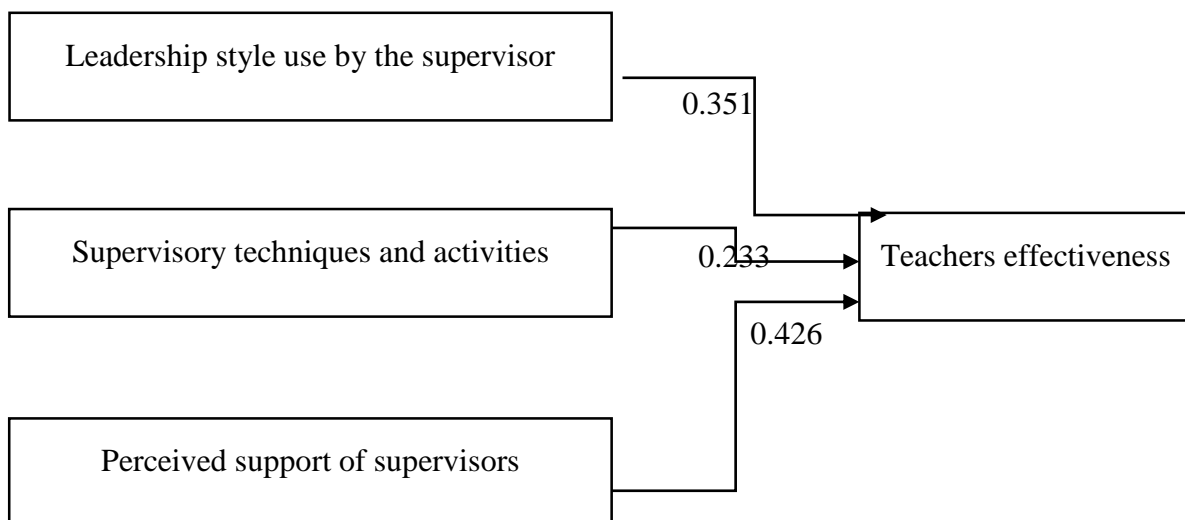 Leadership style use by the supervisor
0.351
Supervisory techniques and activities
0.233
Teachers effectiveness
0.426
Perceived support of supervisors